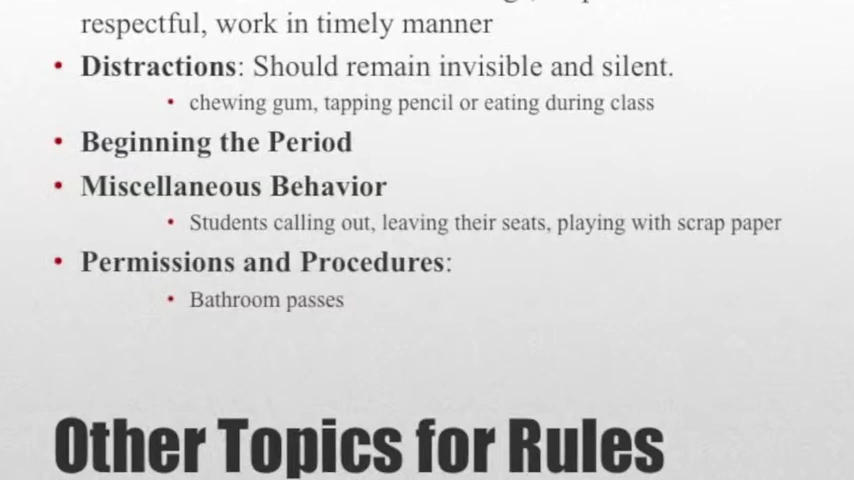 respectful, work in timely manner
• Distractions: Should remain invisible and silent.
• chewing gum, tapping pencil or eating during class
• Beginning the Period
• Miscellaneous Behavior
• Students calling out, leaving their seats, playing with scrap paper
• Permissions and Procedures:
• Bathroom passes
Other Topics for Rules